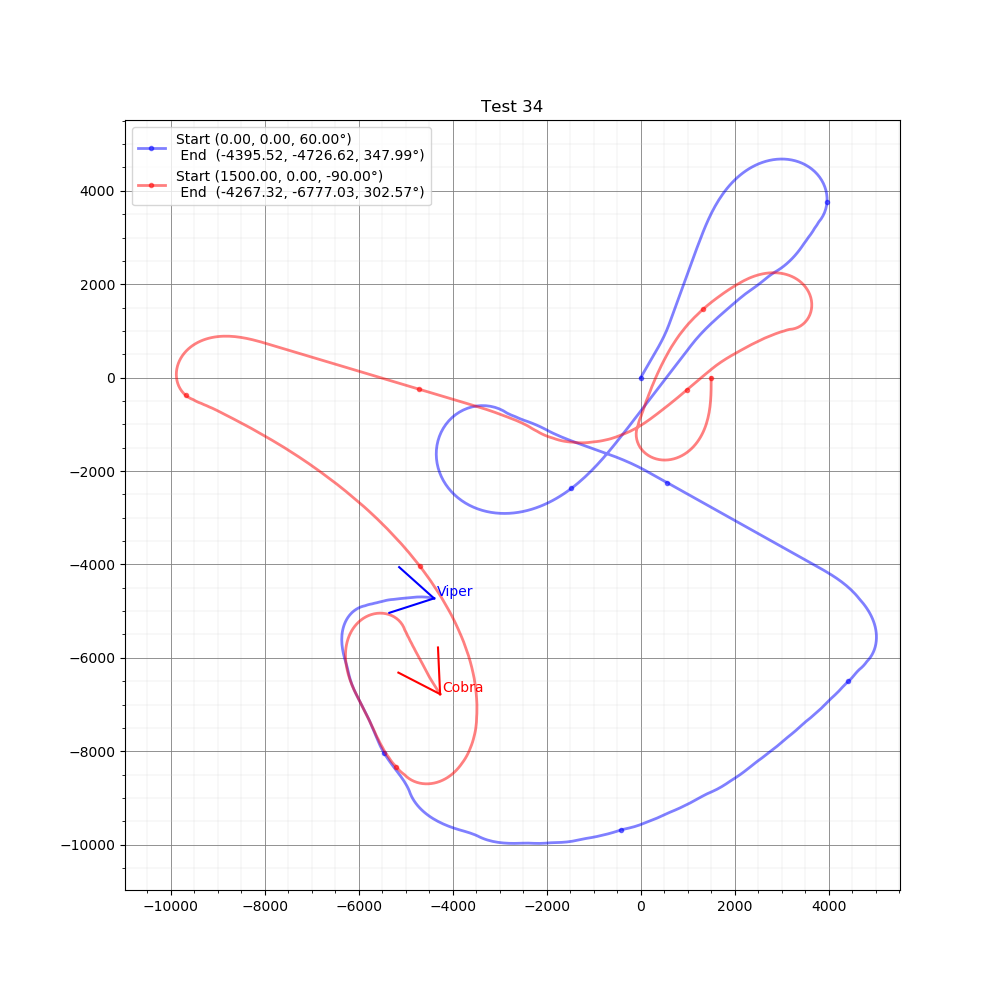 Test 34
Start (0.00, 0.00, 60.00°)
End (-4395.52, -4726.62, 347.99°)
Start (1500.00, 0.00, -90.00°)
End (-4267.32, -6777.03, 302.57°)
4000
2000
0
−2000
−4000
−6000
−8000
−10000
Viper
Cobra
−10000 −8000 −6000 −4000 −2000 0 2000 4000